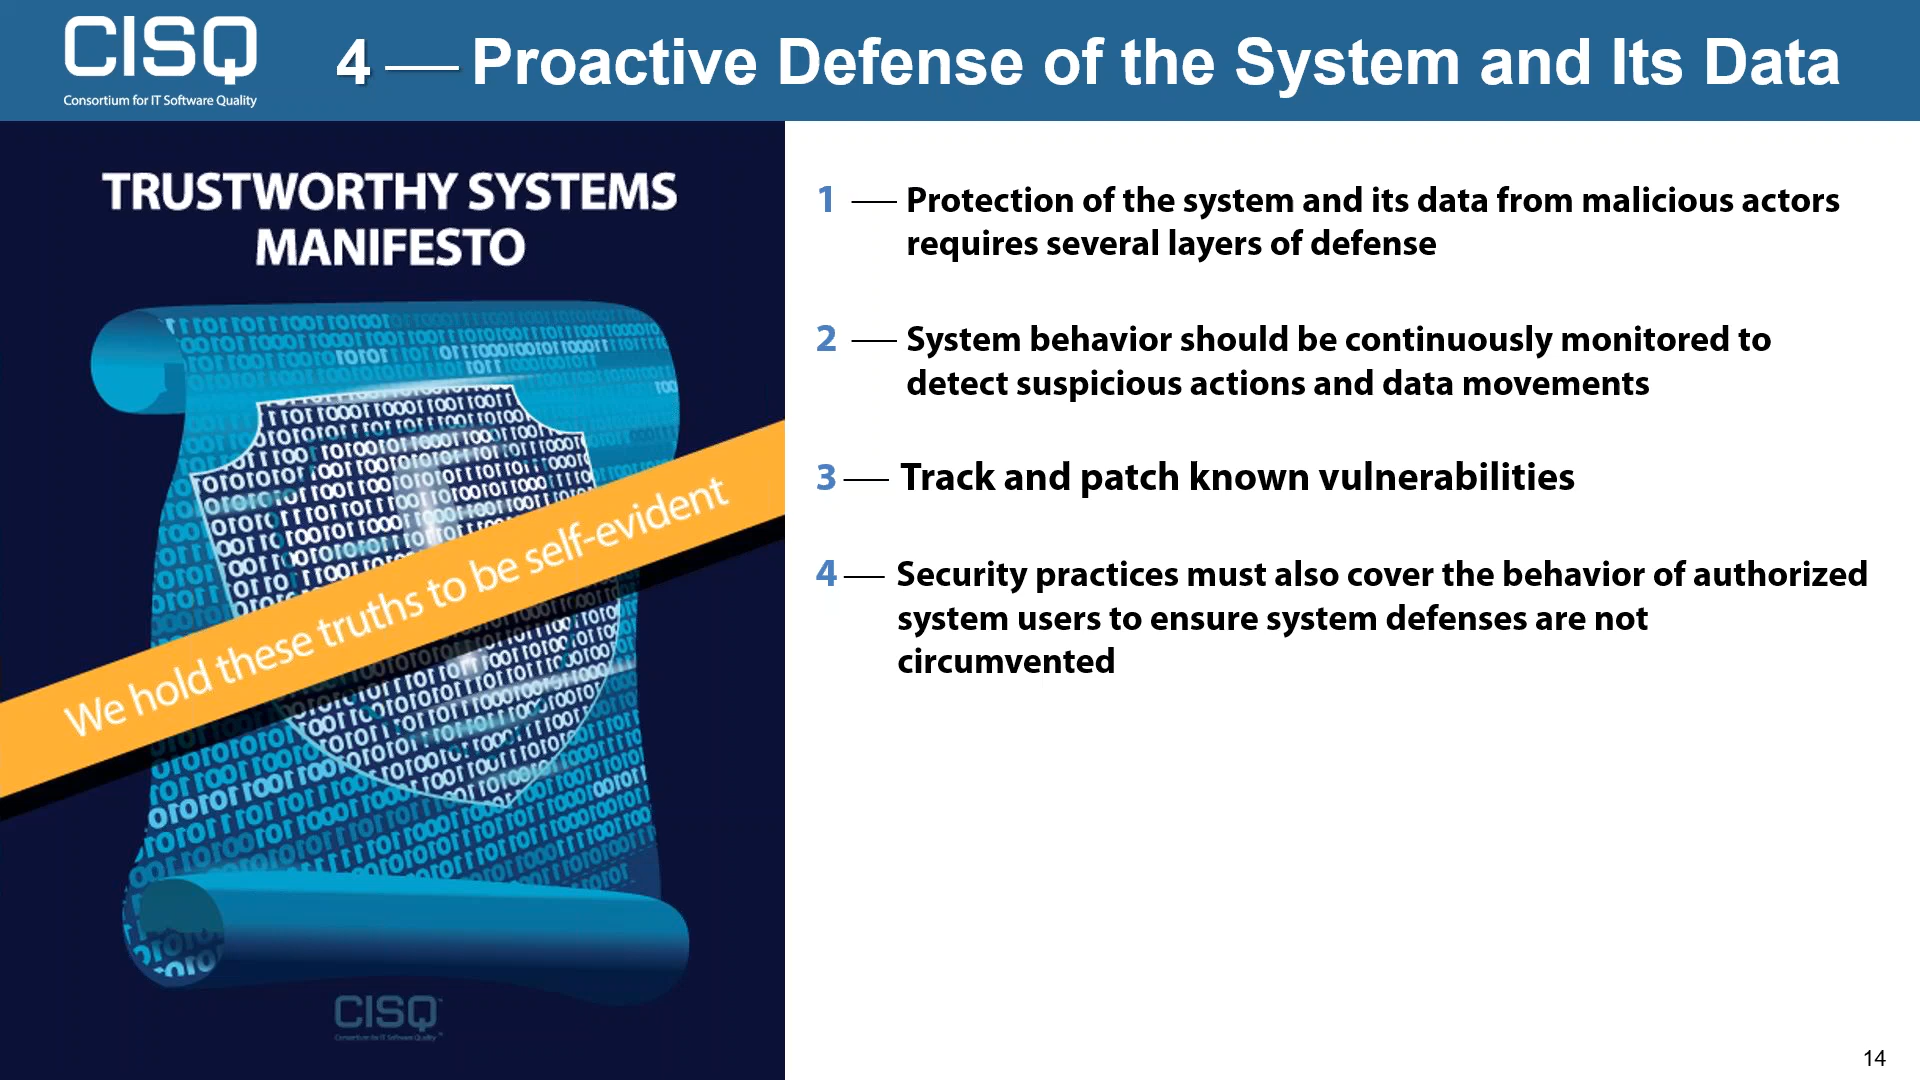 CISQ
Consortium for IT Software Quality
4 — Proactive Defense of the System and Its Data
TRUSTWORTHY SYSTEMS
MANIFESTO
We hold these truths to be self-evident
CISQ
Consortium for IT Software Quality
1 — Protection of the system and its data from malicious actors
requires several layers of defense
2 — System behavior should be continuously monitored to
detect suspicious actions and data movements
3 — Track and patch known vulnerabilities
4 — Security practices must also cover the behavior of authorized
system users to ensure system defenses are not
circumvented
14